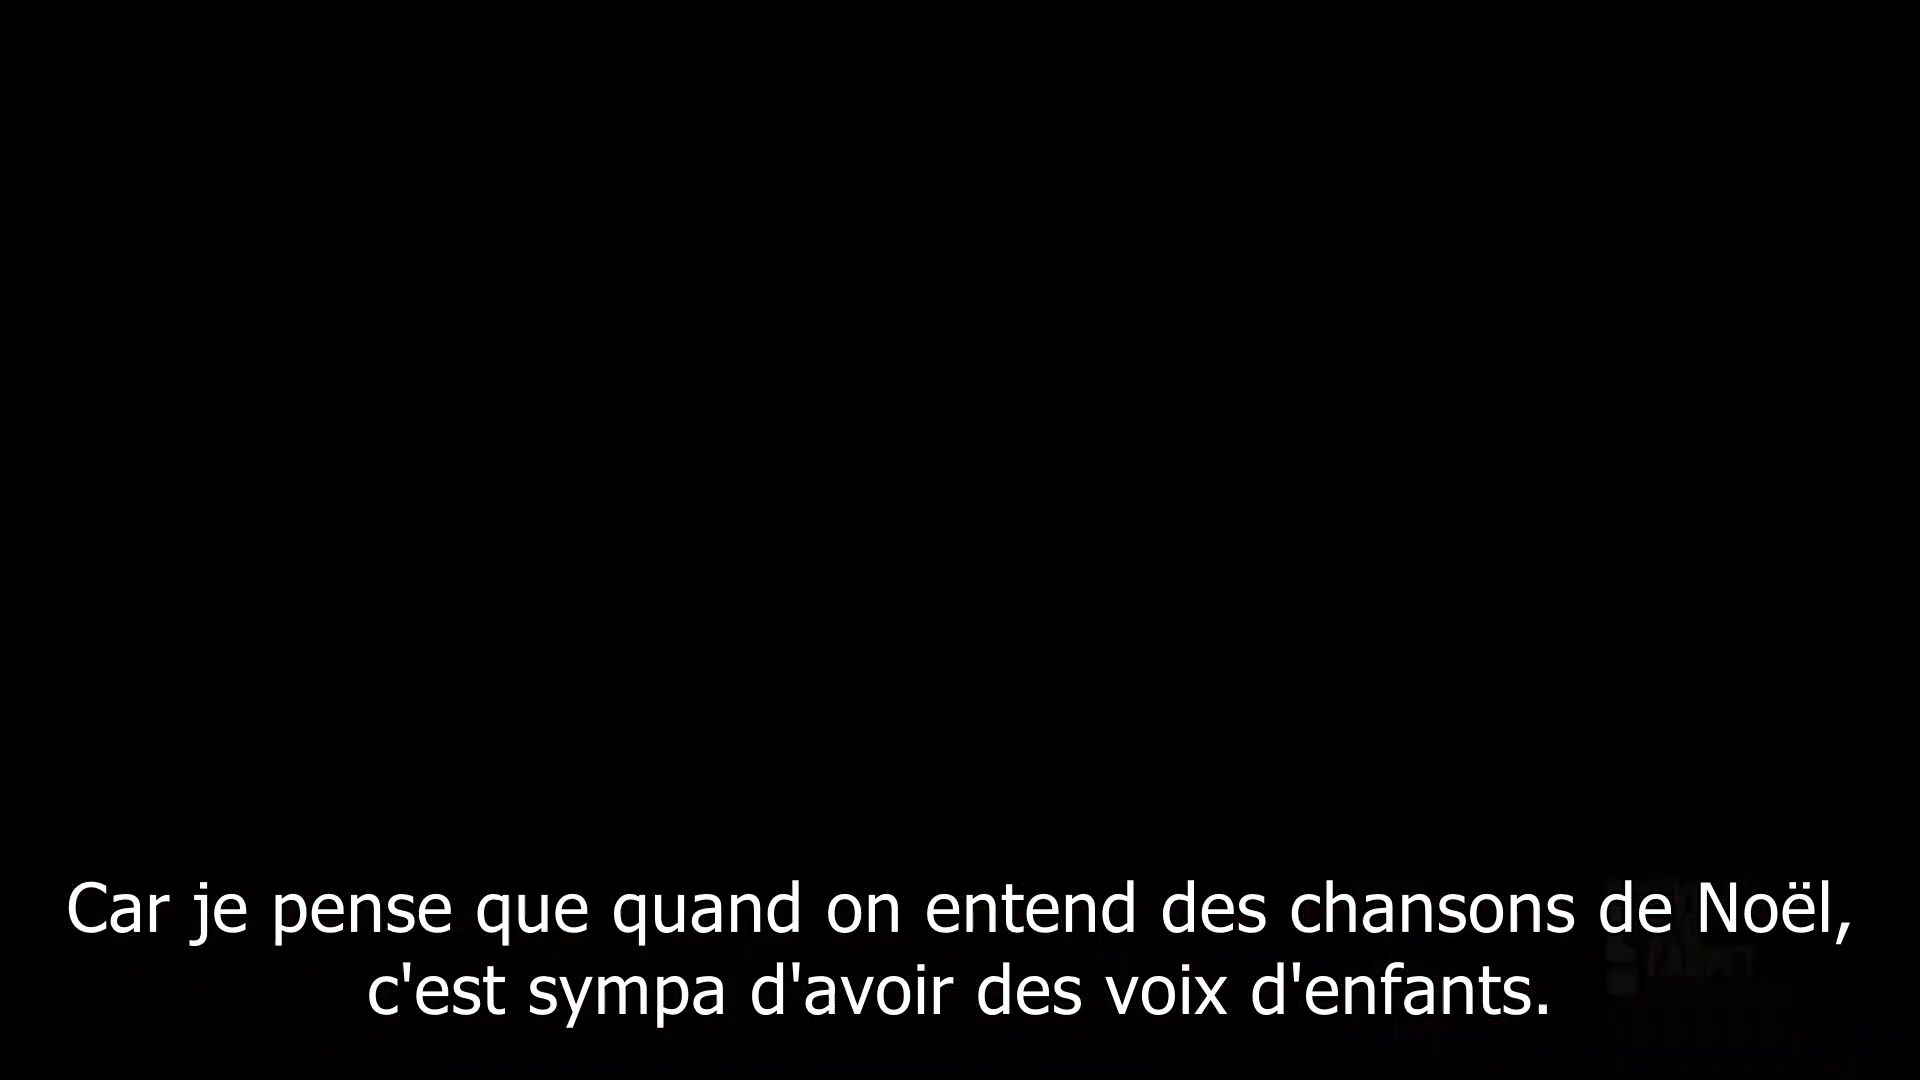 Car je pense que quand on entend des chansons de Noël,
c'est sympa d'avoir des voix d'enfants.